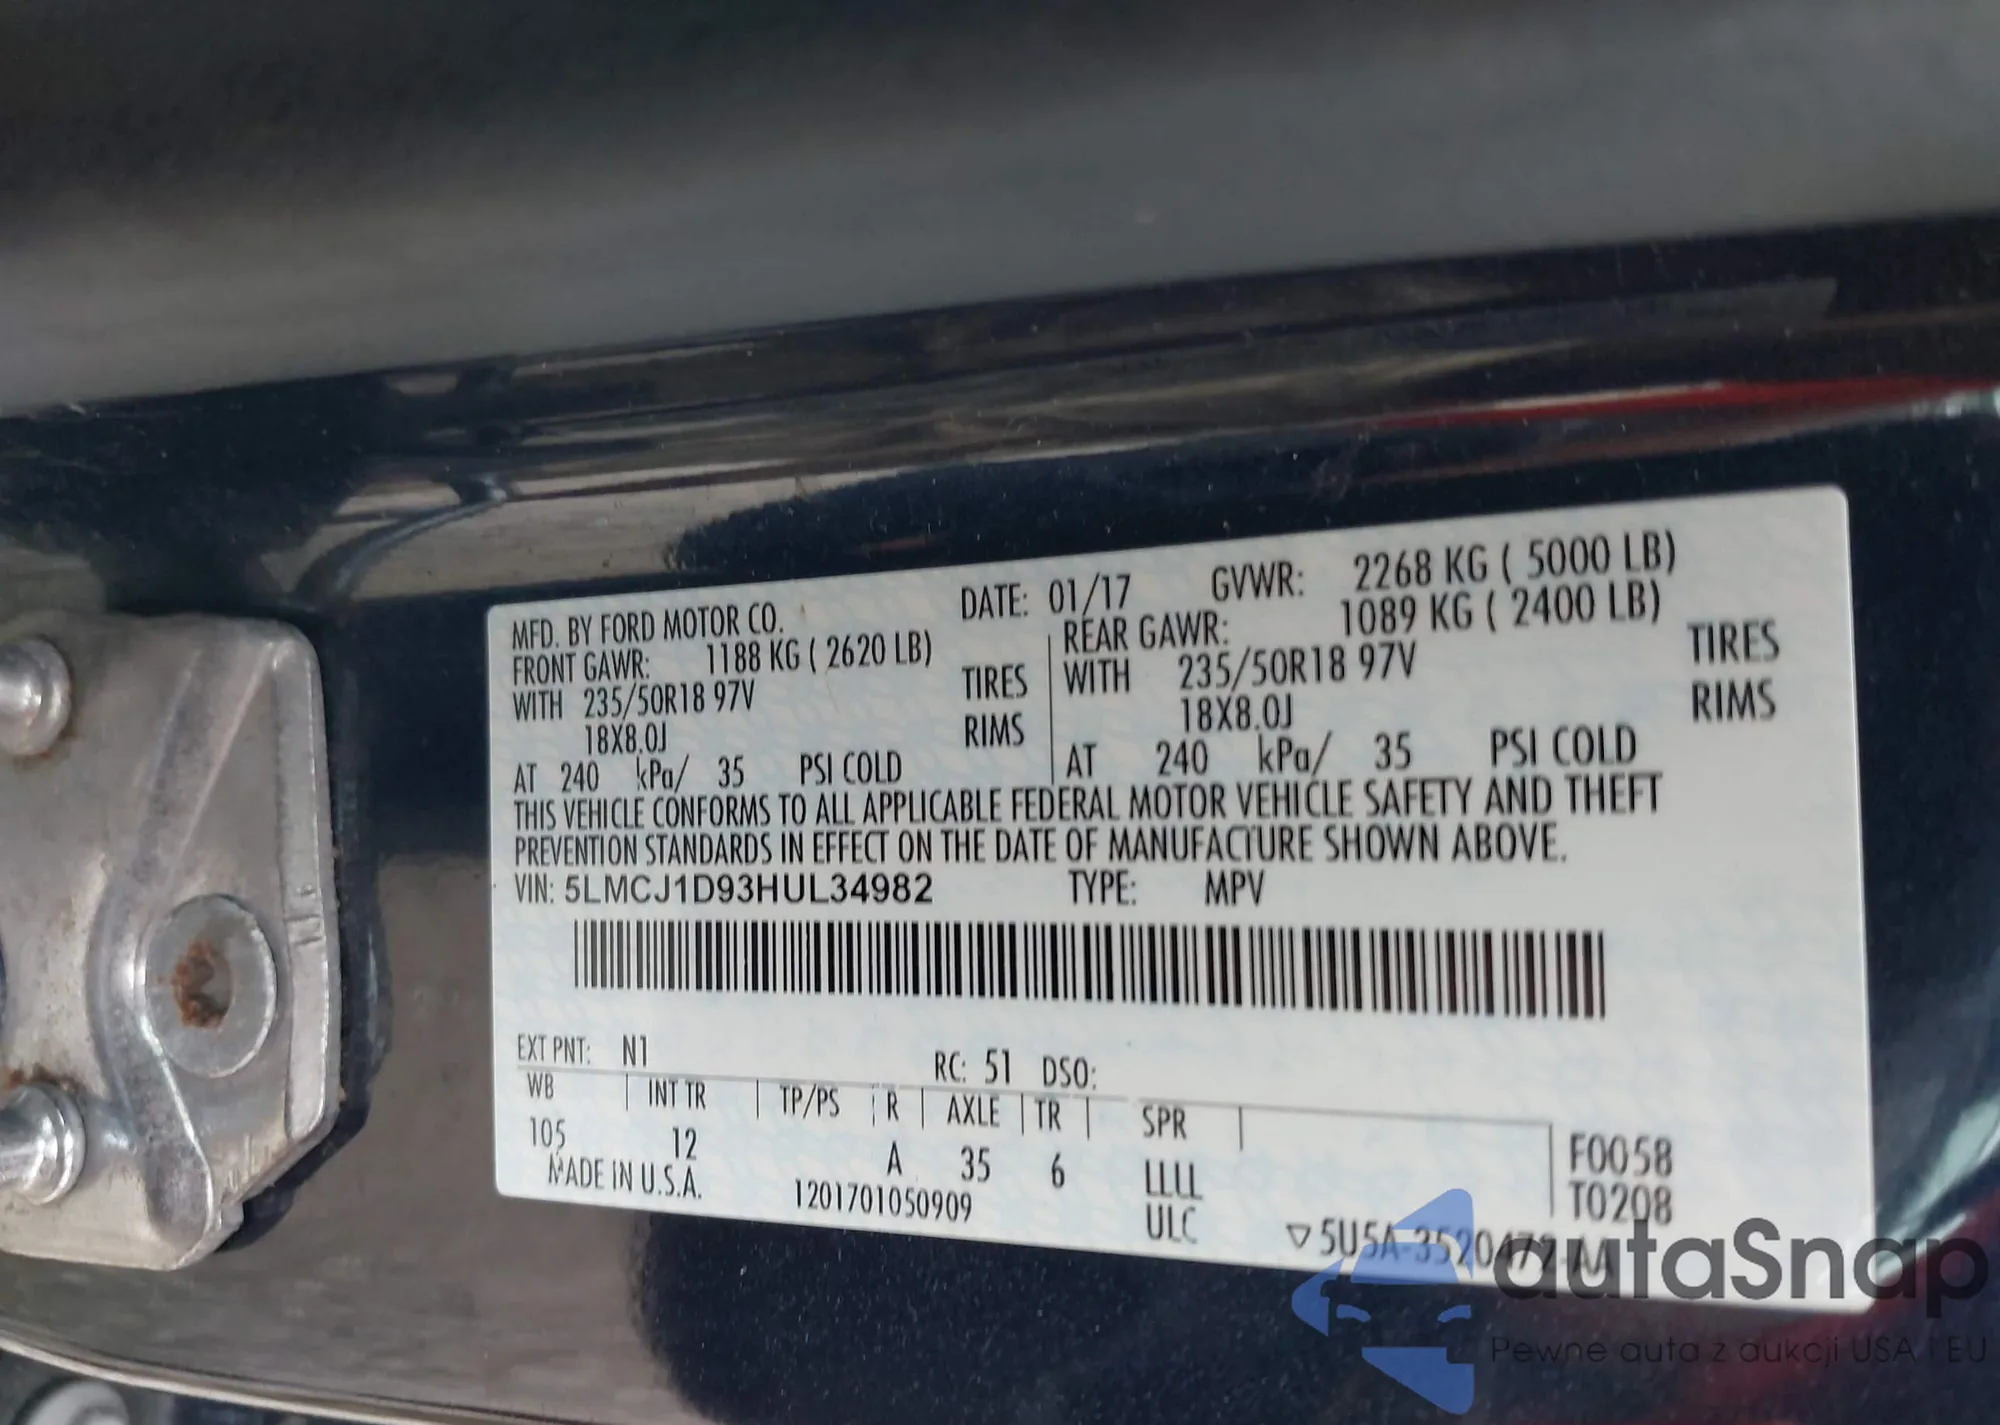 MFD. BY FORD MOTOR CO. DATE: 01/17 GVWR: 2268 KG ( 5000 LB)
FRONT GAWR: 1188 KG ( 2620 LB) REAR GAWR: 1089 KG ( 2400 LB)
WITH 235/50R18 97V TIRES WITH 235/50R18 97V TIRES
18X8.0J RIMS 18X8.0J RIMS
AT 240 kPa/ 35 PSI COLD AT 240 kPa/ 35 PSI COLD
THIS VEHICLE CONFORMS TO ALL APPLICABLE FEDERAL MOTOR VEHICLE SAFETY AND THEFT
PREVENTION STANDARDS IN EFFECT ON THE DATE OF MANUFACTURE SHOWN ABOVE.
VIN: 5LMCJ1D93HUL34982 TYPE: MPV
EXT PNT: N1 RC: 51 DSO:
WB | INT TR | TP/PS | R | AXLE | TR | SPR |
105 12 A 35 6 LLLL F0058
MADE IN U.S.A. 1201701050909 ULC T0208
▽5U5A-3520472-AA
autaSnap
Pewne auta z aukcji USA i EU